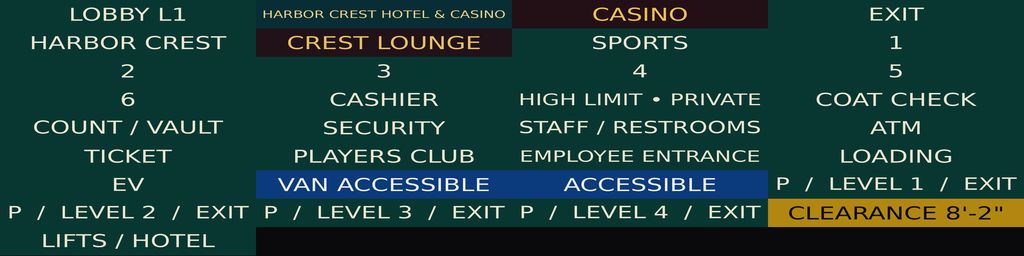 LOBBY L1
HARBOR CREST HOTEL & CASINO
CASINO
EXIT
HARBOR CREST
CREST LOUNGE
SPORTS
1
2
3
4
5
6
CASHIER
HIGH LIMIT • PRIVATE
COAT CHECK
COUNT / VAULT
SECURITY
STAFF / RESTROOMS
ATM
TICKET
PLAYERS CLUB
EMPLOYEE ENTRANCE
LOADING
EV
VAN ACCESSIBLE
ACCESSIBLE
P / LEVEL 1 / EXIT
P / LEVEL 2 / EXIT
P / LEVEL 3 / EXIT
P / LEVEL 4 / EXIT
CLEARANCE 8'-2"
LIFTS / HOTEL